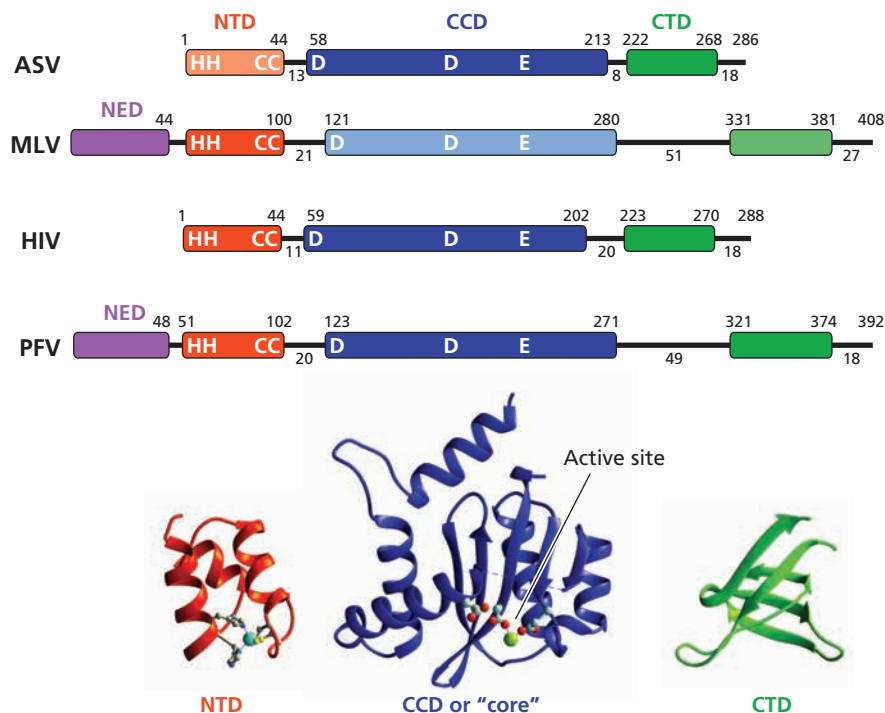 NTD CCD CTD
1 44 58 213 222 268 286
ASV HH CC D D E
13 8 18
NED 44 100 121 280 331 381 408
MLV HH CC D D E
21 51 27
1 44 59 202 223 270 288
HIV HH CC D D E
11 20 18
NED
48 51 102 123 271 321 374 392
PFV HH CC D D E
20 49 18
Active site
NTD CCD or “core” CTD